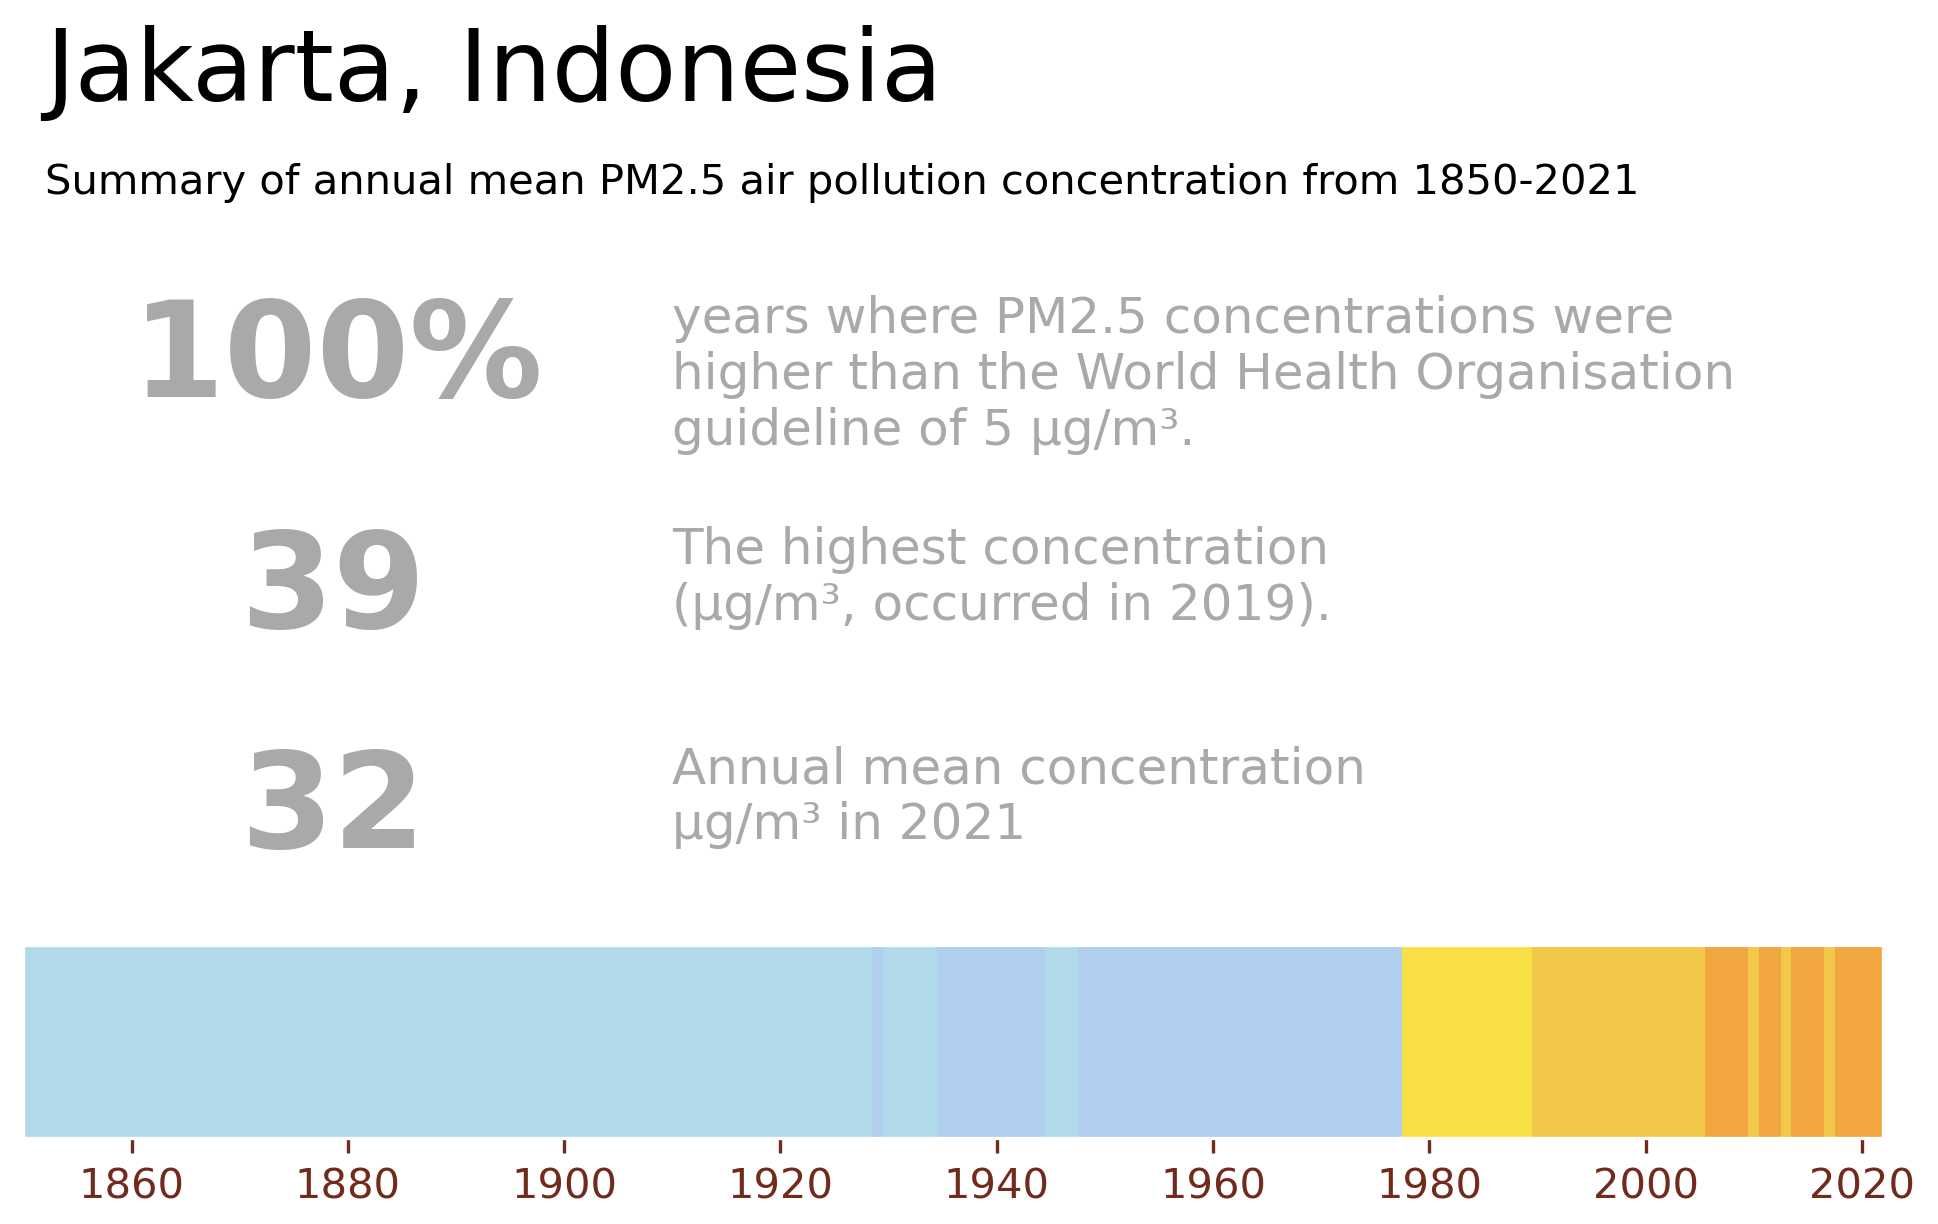 Jakarta, Indonesia
Summary of annual mean PM2.5 air pollution concentration from 1850-2021
100%
years where PM2.5 concentrations were
higher than the World Health Organisation
guideline of 5 µg/m³.
39
The highest concentration
(µg/m³, occurred in 2019).
32
Annual mean concentration
µg/m³ in 2021
1860 1880 1900 1920 1940 1960 1980 2000 2020